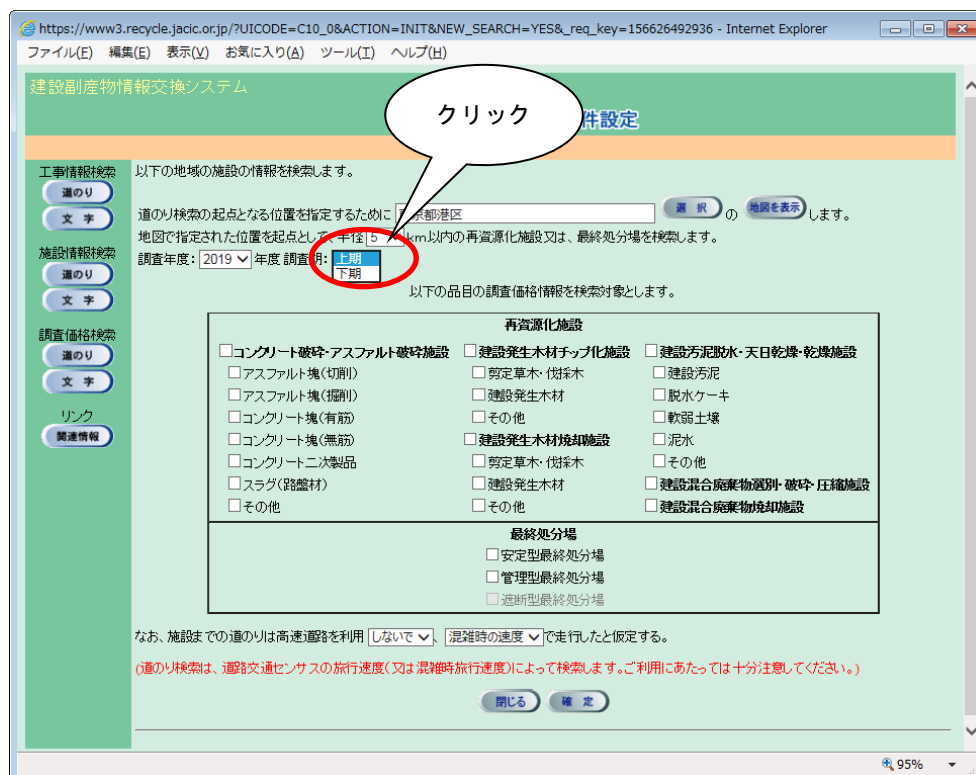 https://www3.recycle.jacic.or.jp/?UICODE=C10_0&ACTION=INIT&NEW_SEARCH=YES&_req_key=156626492936 - Internet Explorer
ファイル(F) 編集(E) 表示(V) お気に入り(A) ツール(T) ヘルプ(H)
建設副産物情報交換システム
クリック
件設定
工事情報検索
道のり
文 字
施設情報検索
道のり
文 字
調査価格検索
道のり
文 字
リンク
関連情報
以下の地域の施設の情報を検索します。
道のり検索の起点となる位置を指定するために 東京都港区 選 択 の 地図を表示 します。
地図で指定された位置を起点として、半径 5 km以内の再資源化施設又は、最終処分場を検索します。
調査年度: 2019 年度 調査期: 上期
下期
以下の品目の調査価格情報を検索対象とします。
再資源化施設
コンクリート破砕・アスファルト破砕施設 建設発生木材チップ化施設 建設汚泥脱水・天日乾燥・乾燥施設
アスファルト塊(切削) 剪定草木・伐採木 建設汚泥
アスファルト塊(掘削) 建設発生木材 脱水ケーキ
コンクリート塊(有筋) その他 軟弱土壌
コンクリート塊(無筋) 建設発生木材焼却施設 泥水
コンクリート二次製品 剪定草木・伐採木 その他
スラグ(路盤材) 建設発生木材 建設混合廃棄物選別・破砕・圧縮施設
その他 その他 建設混合廃棄物焼却施設
最終処分場
安定型最終処分場
管理型最終処分場
遮断型最終処分場
なお、施設までの道のりは高速道路を利用 しないで 、 混雑時の速度 で走行したと仮定する。
(道のり検索は、道路交通センサスの旅行速度(又は混雑時旅行速度)によって検索します。ご利用にあたっては十分注意してください。)
閉じる 確 定
95%